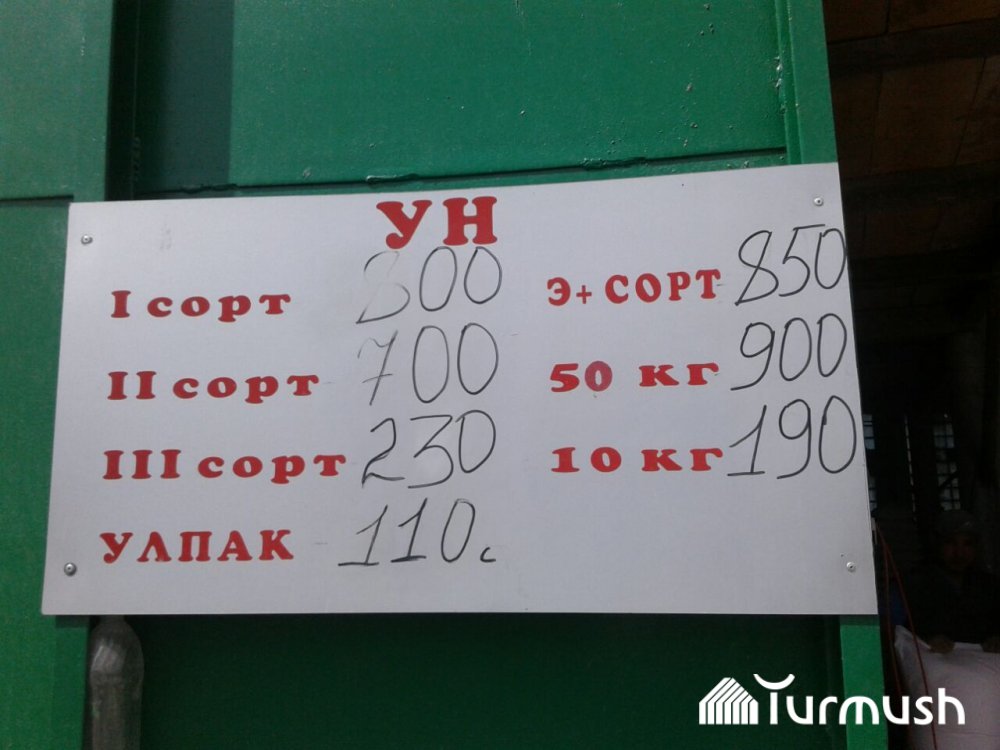 УН
I сорт 800
II сорт 700
III сорт 230
УЛПАК 110с
Э+ СОРТ 850
50 кг 900
10 кг 190
Turmush